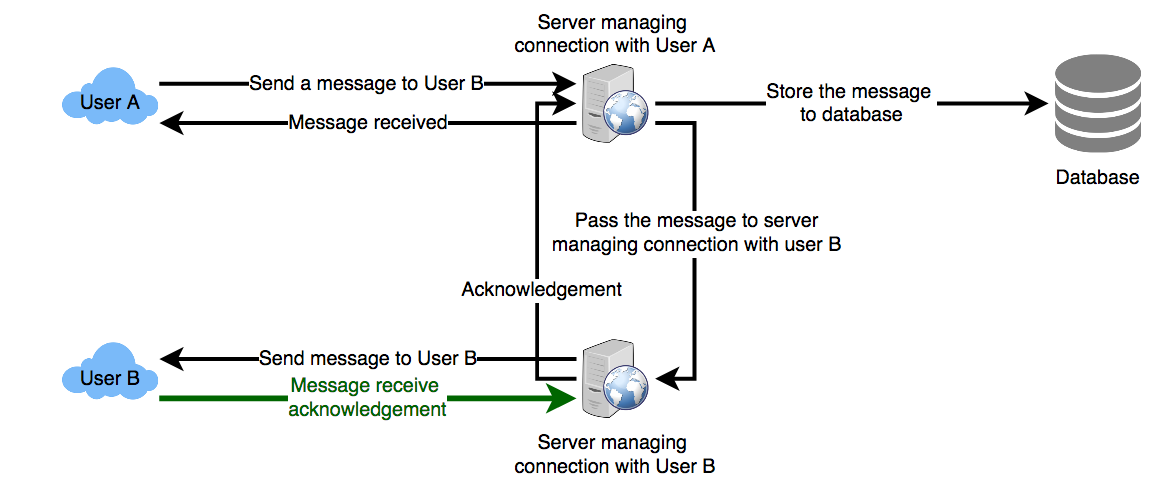 Server managing
connection with User A
User A
Send a message to User B
Message received
Store the message
to database
Database
Pass the message to server
managing connection with user B
Acknowledgement
User B
Send message to User B
Message receive
acknowledgement
Server managing
connection with User B